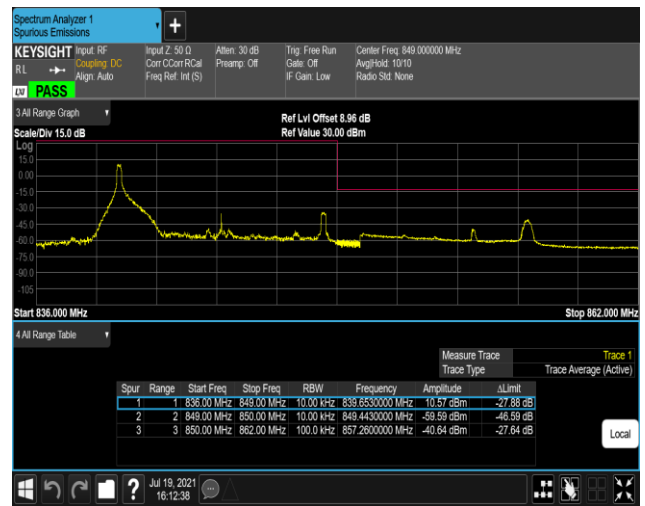 Spectrum Analyzer 1
Spurious Emissions
KEYSIGHT Input: RF Input Z: 50 Ω Atten: 30 dB Trig: Free Run Center Freq: 849.000000 MHz
RL Coupling: DC Corr CCorr RCal Preamp: Off Gate: Off Avg|Hold: 10/10
Align: Auto Freq Ref: Int (S) IF Gain: Low Radio Std: None
LXI PASS
3 All Range Graph
Ref Lvl Offset 8.96 dB
Scale/Div 15.0 dB Ref Value 30.00 dBm
Log
15.0
0.00
-15.0
-30.0
-45.0
-60.0
-75.0
-90.0
-105
Start 836.000 MHz Stop 862.000 MHz
4 All Range Table
Measure Trace Trace 1
Trace Type Trace Average (Active)
Spur Range Start Freq Stop Freq RBW Frequency Amplitude ΔLimit
1 1 836.00 MHz 849.00 MHz 10.00 kHz 839.6530000 MHz 10.57 dBm -27.88 dB
2 2 849.00 MHz 850.00 MHz 10.00 kHz 849.4430000 MHz -59.59 dBm -46.59 dB
3 3 850.00 MHz 862.00 MHz 100.0 kHz 857.2600000 MHz -40.64 dBm -27.64 dB
Local
? Jul 19, 2021
16:12:38